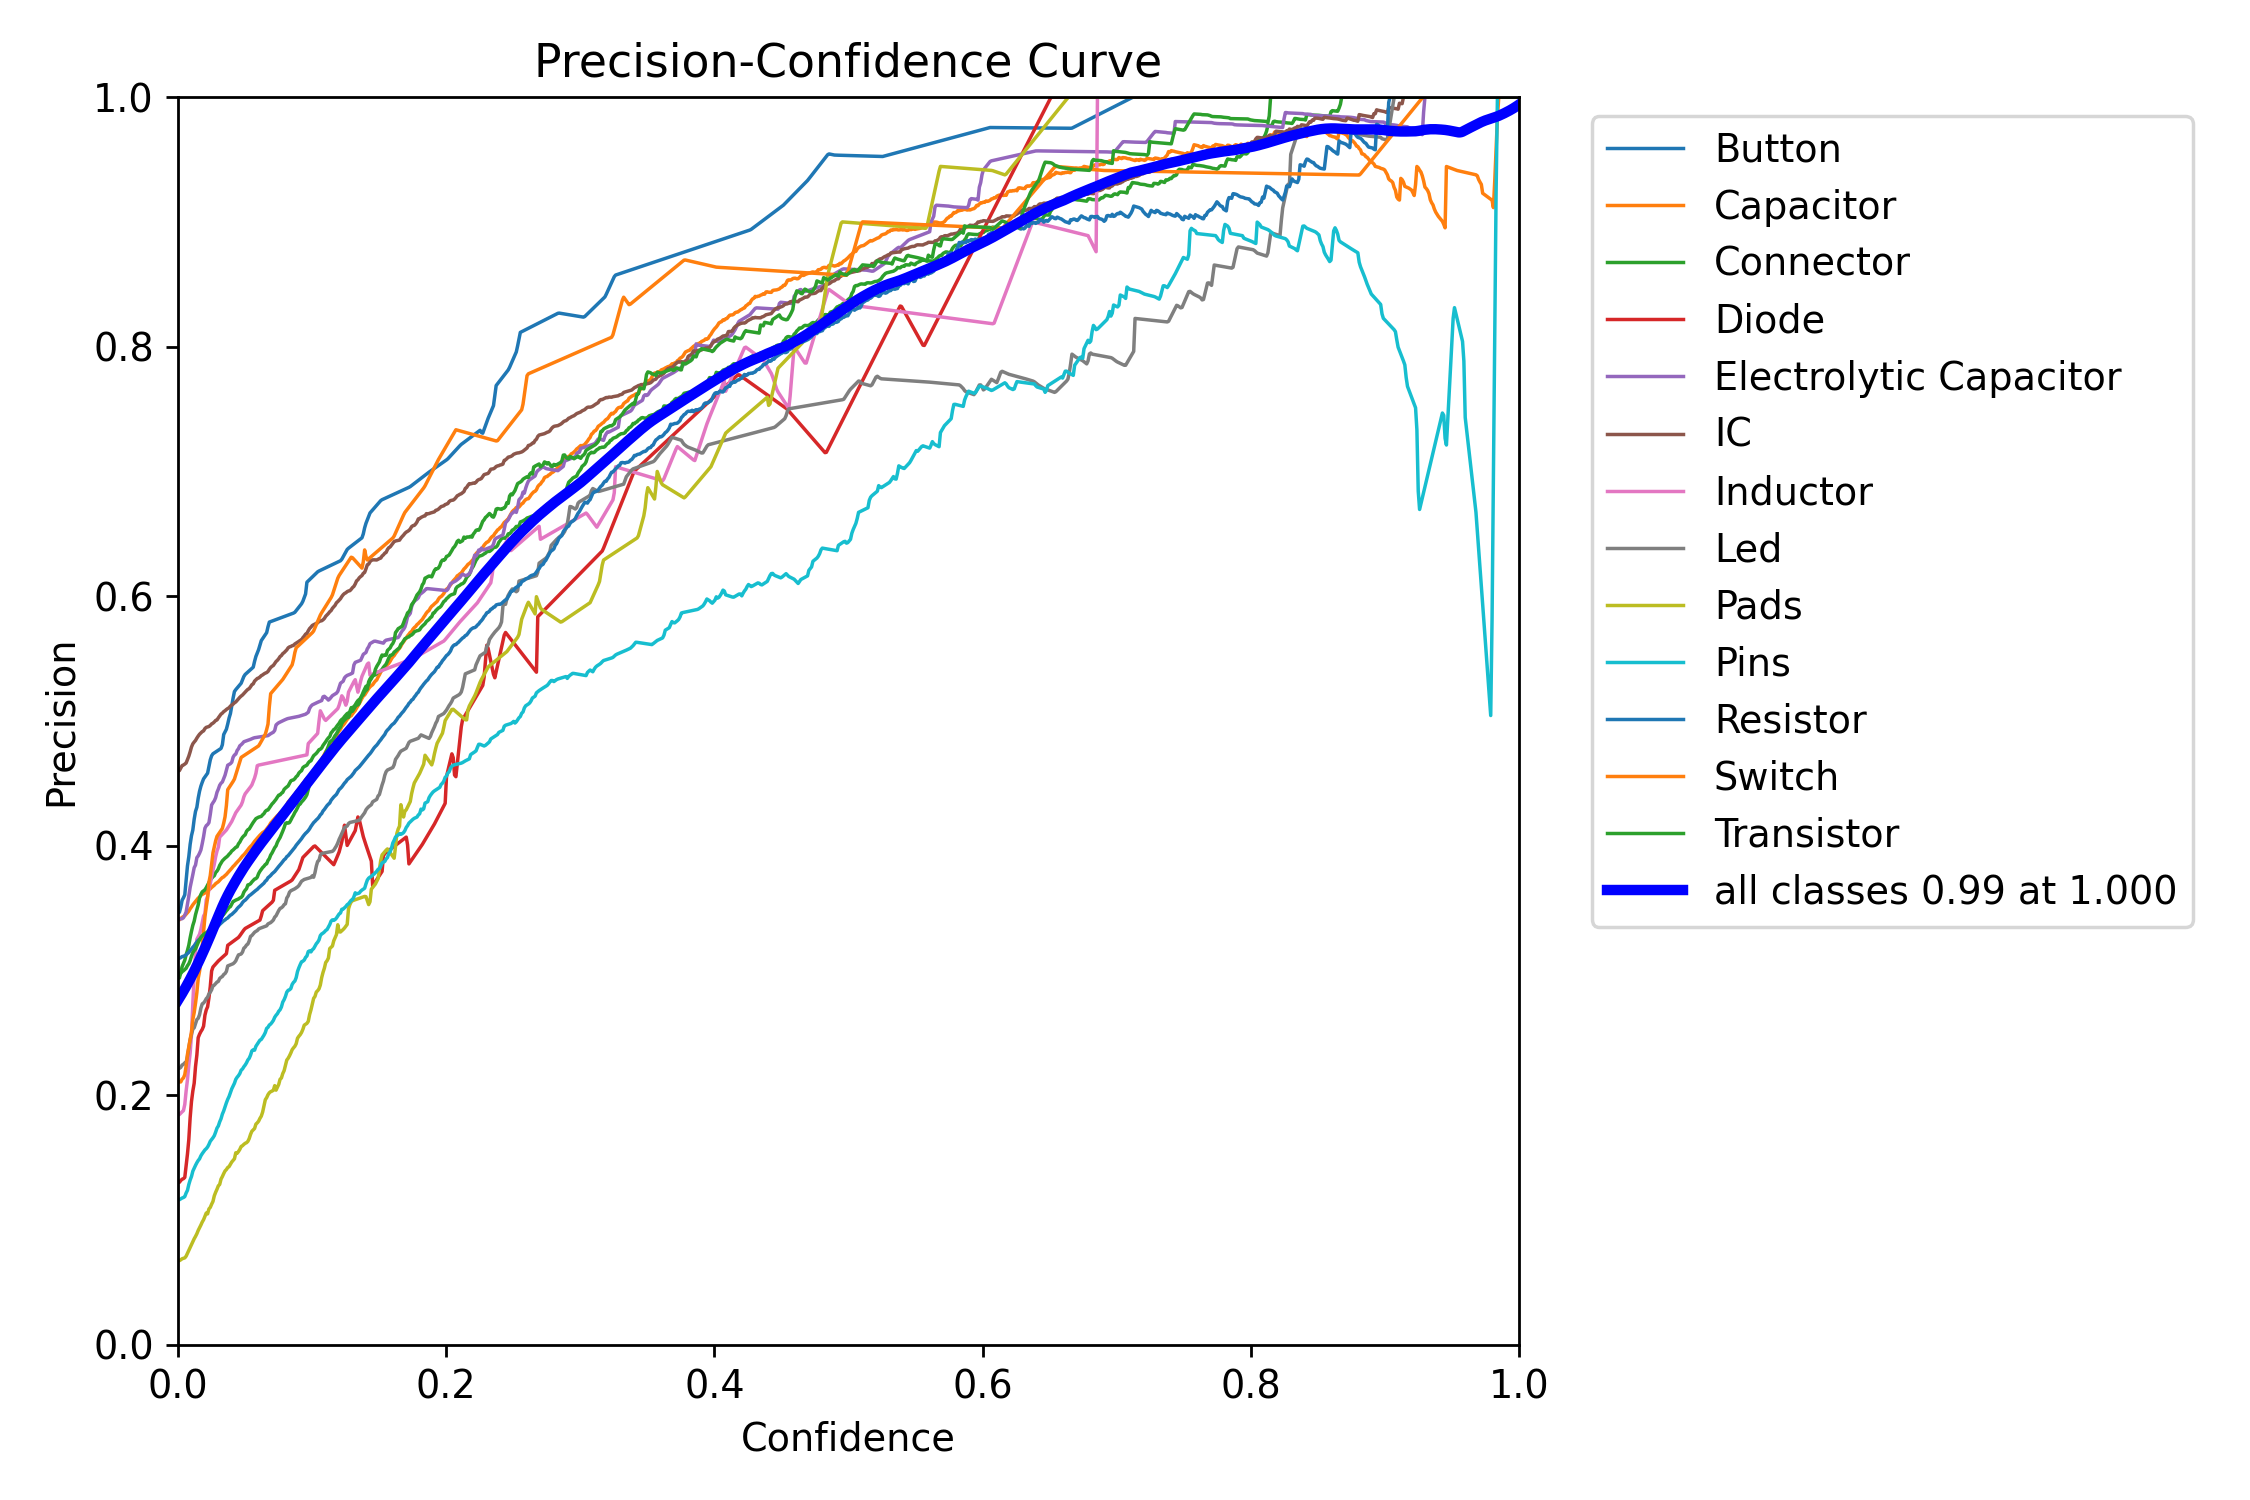 Precision-Confidence Curve
Precision
1.0
0.8
0.6
0.4
0.2
0.0
0.0 0.2 0.4 0.6 0.8 1.0
Confidence
Button
Capacitor
Connector
Diode
Electrolytic Capacitor
IC
Inductor
Led
Pads
Pins
Resistor
Switch
Transistor
all classes 0.99 at 1.000